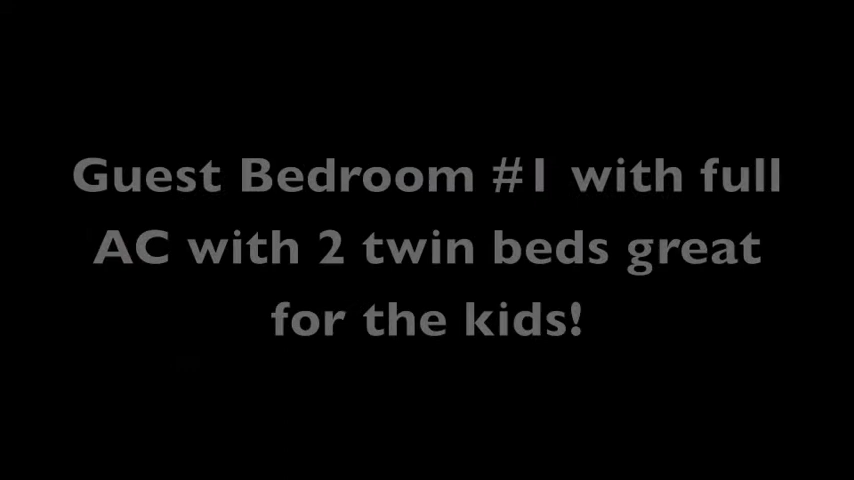 Guest Bedroom #1 with full
AC with 2 twin beds great
for the kids!